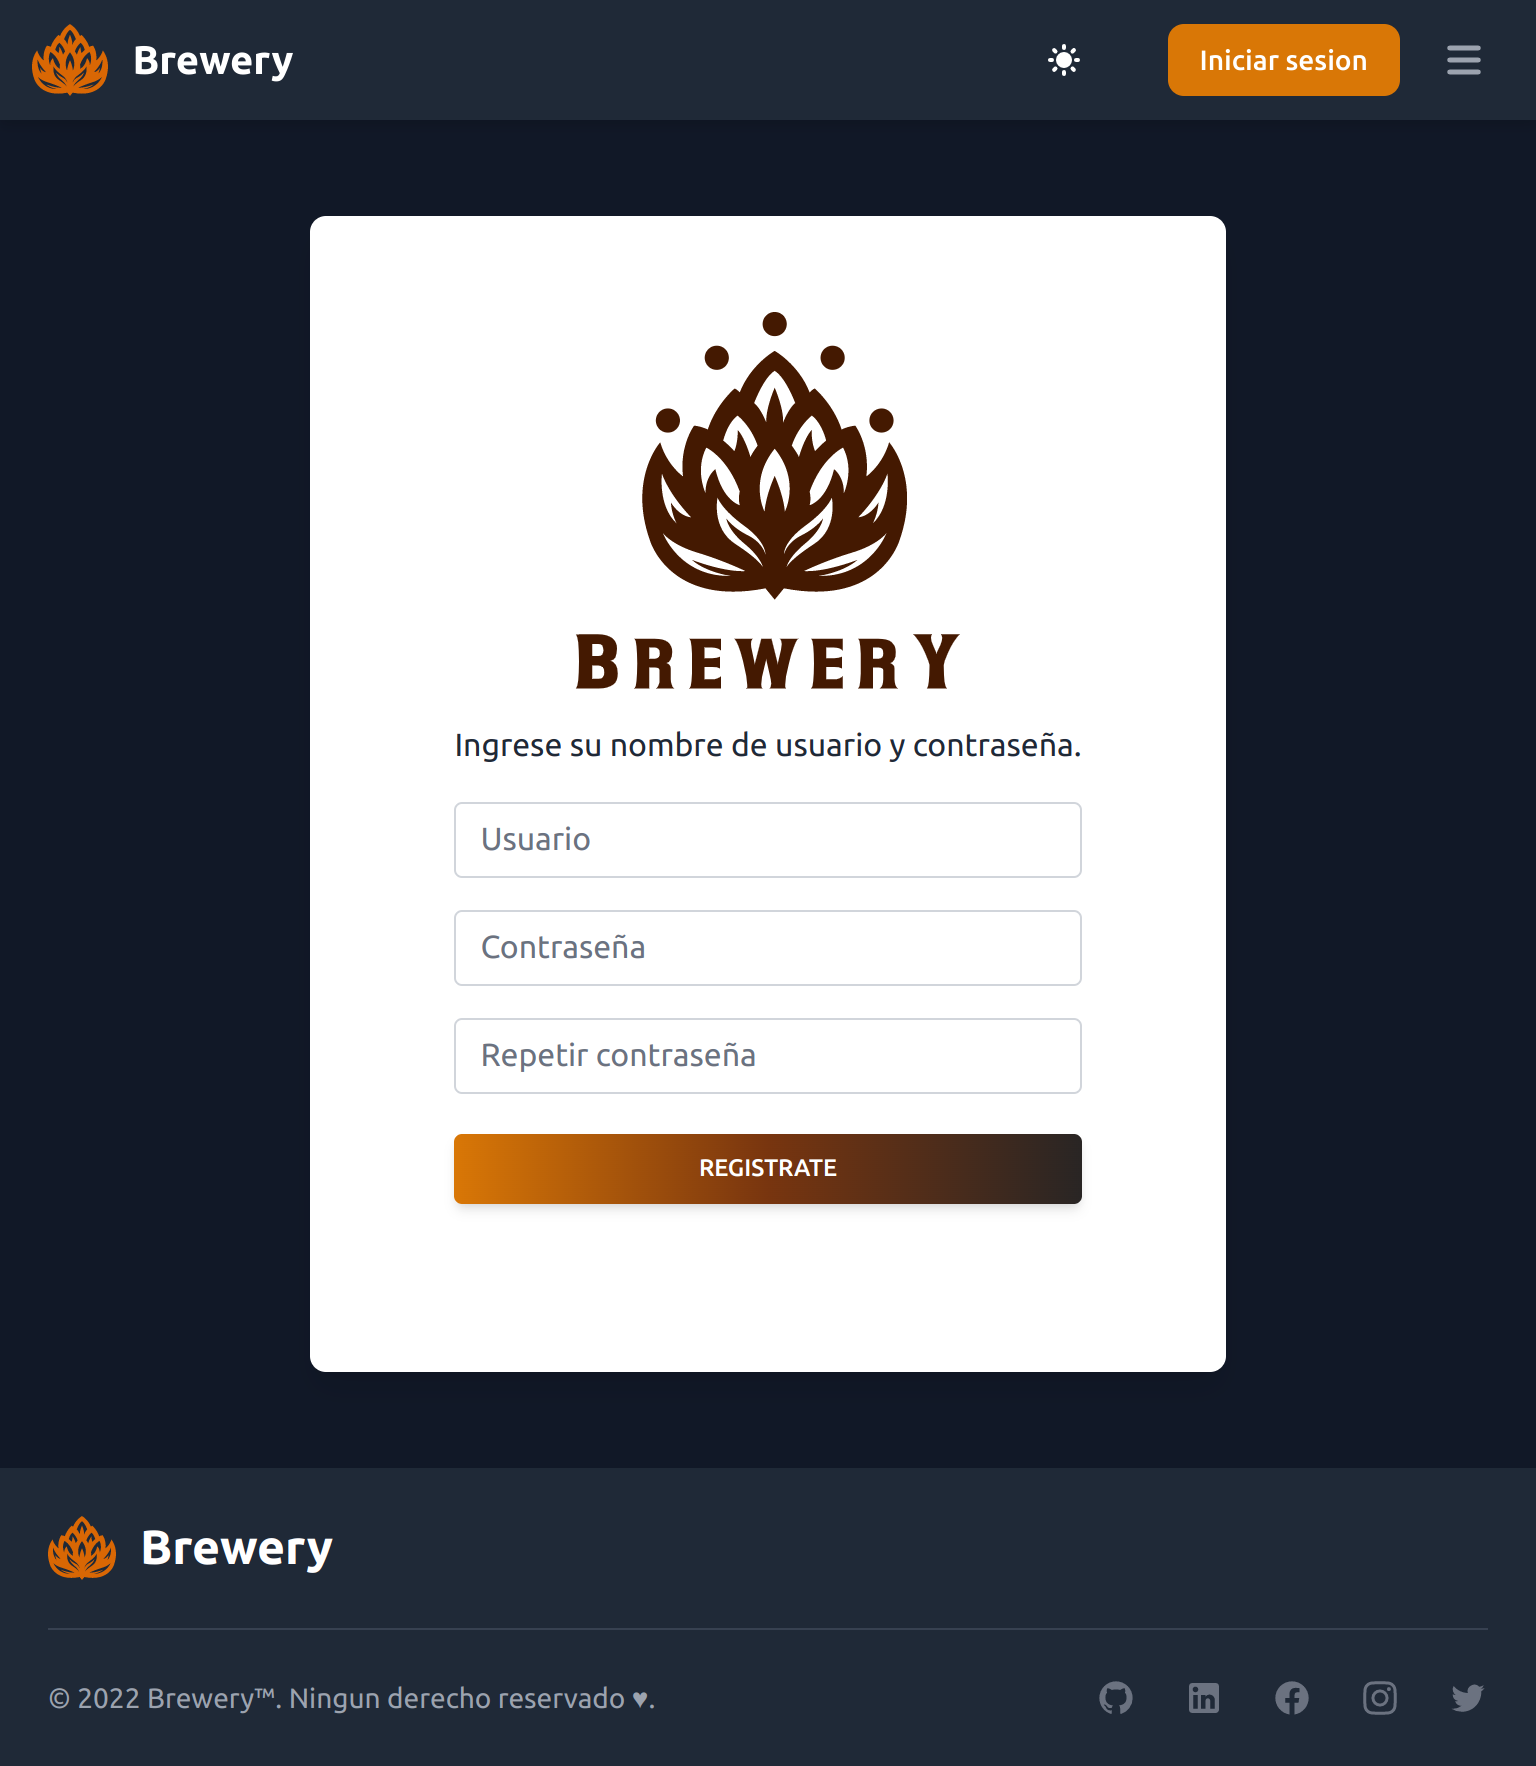 Brewery
Iniciar sesion
BREWERY
Ingrese su nombre de usuario y contraseña.
Usuario
Contraseña
Repetir contraseña
REGISTRATE
Brewery
© 2022 Brewery™. Ningun derecho reservado ♥.